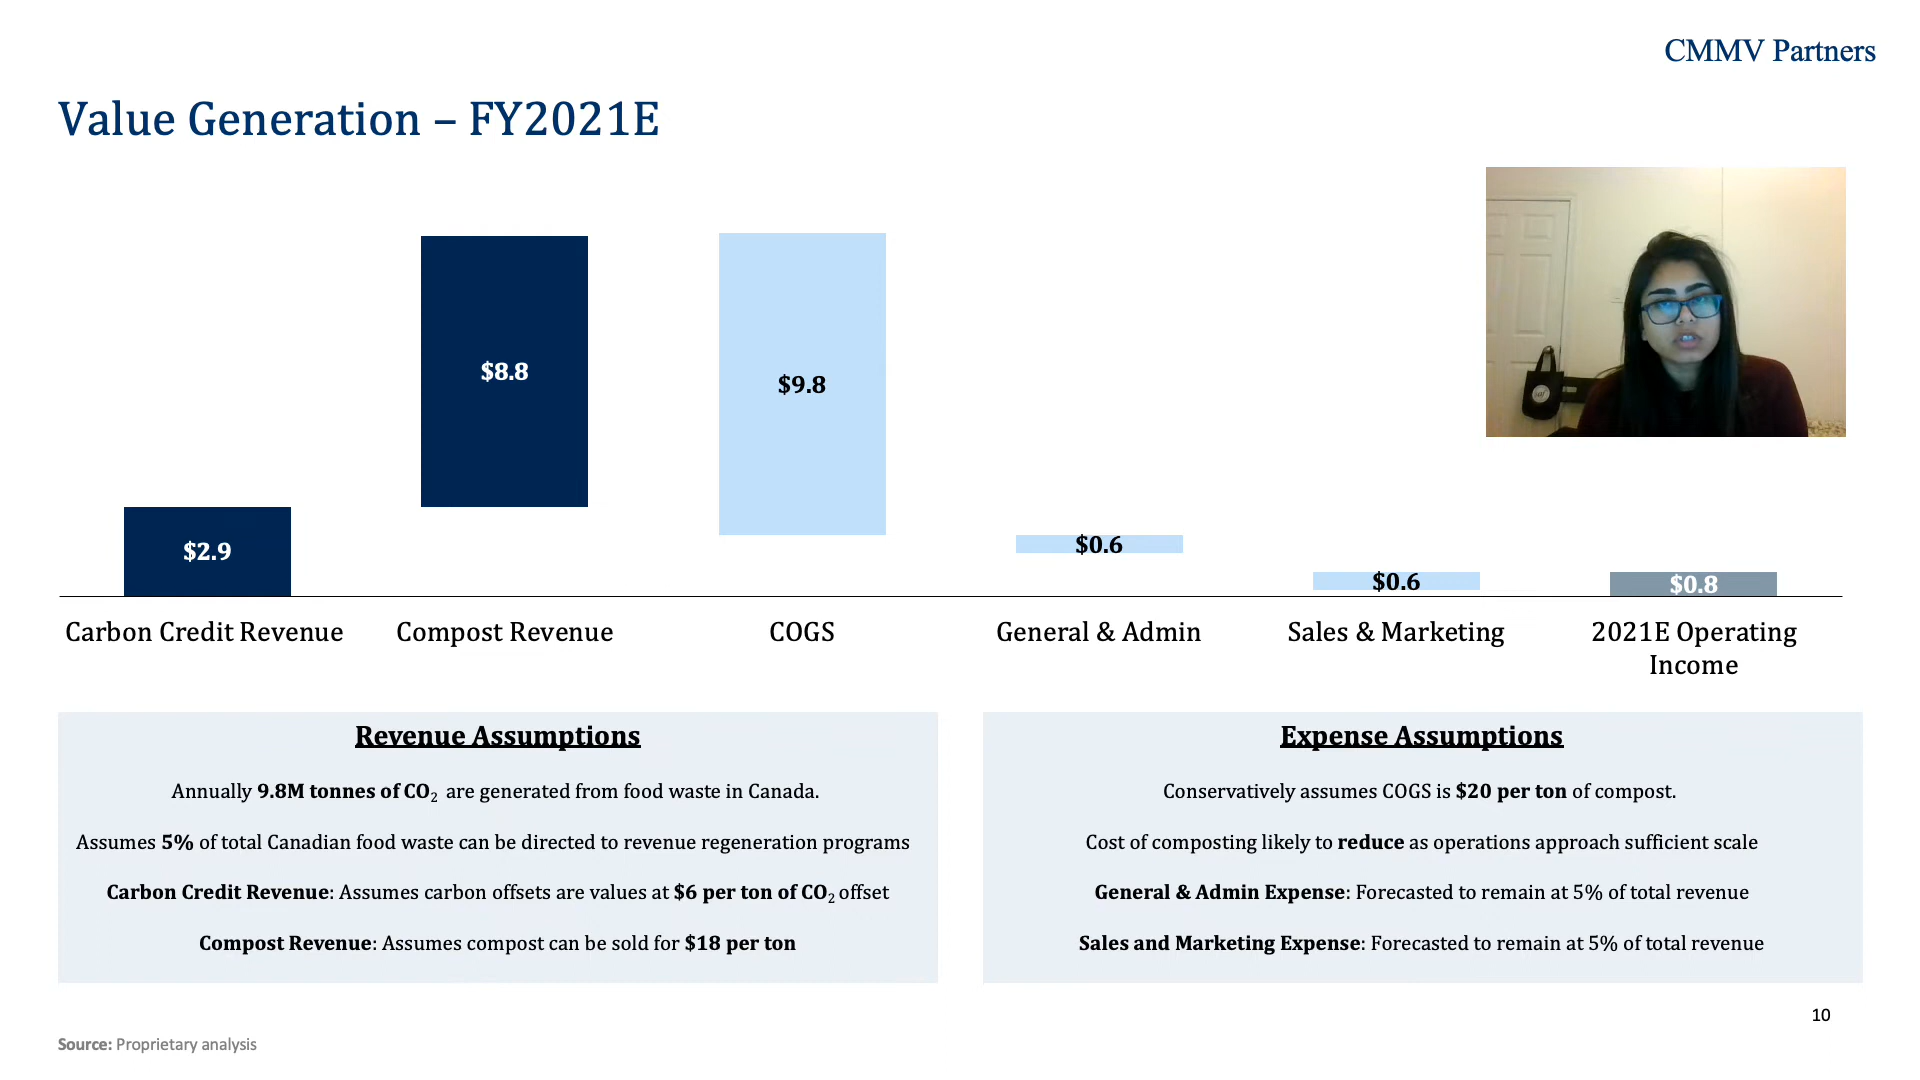 CMMV Partners
Value Generation – FY2021E
$2.9
$8.8
$9.8
$0.6
$0.6
$0.8
Carbon Credit Revenue
Compost Revenue
COGS
General & Admin
Sales & Marketing
2021E Operating
Income
Revenue Assumptions
Annually 9.8M tonnes of CO₂ are generated from food waste in Canada.
Assumes 5% of total Canadian food waste can be directed to revenue regeneration programs
Carbon Credit Revenue: Assumes carbon offsets are values at $6 per ton of CO₂ offset
Compost Revenue: Assumes compost can be sold for $18 per ton
Expense Assumptions
Conservatively assumes COGS is $20 per ton of compost.
Cost of composting likely to reduce as operations approach sufficient scale
General & Admin Expense: Forecasted to remain at 5% of total revenue
Sales and Marketing Expense: Forecasted to remain at 5% of total revenue
10
Source: Proprietary analysis